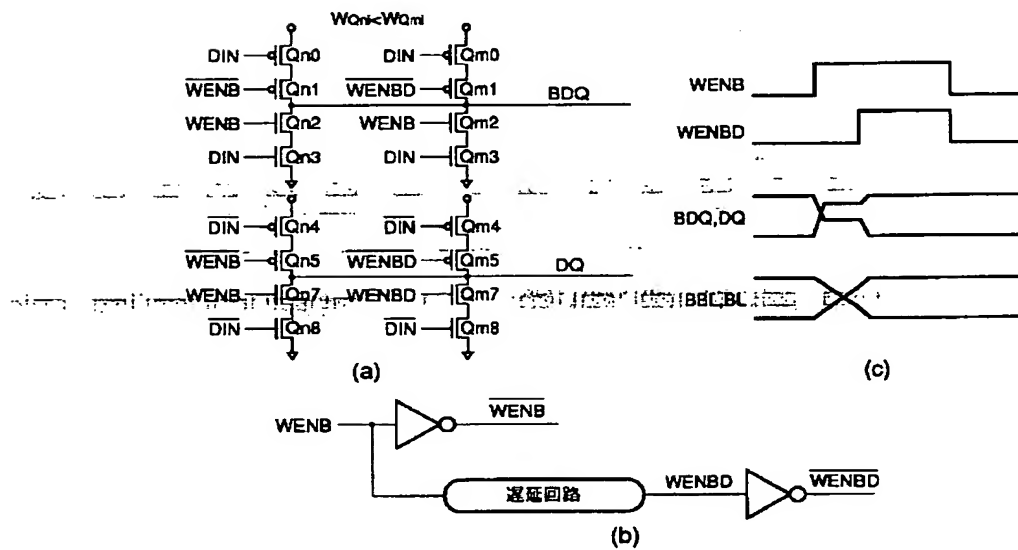 WQni<WQmi
DIN Qn0 DIN Qm0
WENB Qn1 WENBD Qm1 BDQ
WENB Qn2 WENB Qm2
DIN Qn3 DIN Qm3
DIN Qn4 DIN Qm4
WENB Qn5 WENBD Qm5 DQ
WENB Qn7 WENBD Qm7
DIN Qn8 DIN Qm8
(a)
WENB
WENBD
BDQ,DQ
BBL,BL
(c)
WENB WENB
遅延回路 WENBD WENBD
(b)